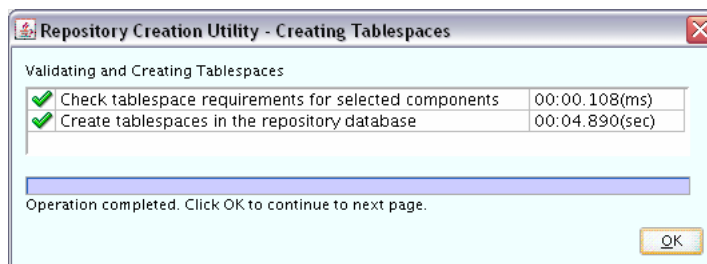 Repository Creation Utility - Creating Tablespaces
Validating and Creating Tablespaces
Check tablespace requirements for selected components 00:00.108(ms)
Create tablespaces in the repository database 00:04.890(sec)
Operation completed. Click OK to continue to next page.
OK